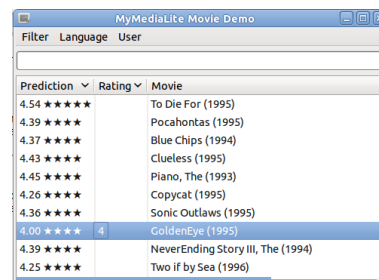 MyMediaLite Movie Demo
Filter Language User
Prediction Rating Movie
4.54 ★★★★★ To Die For (1995)
4.39 ★★★★ Pocahontas (1995)
4.37 ★★★★ Blue Chips (1994)
4.43 ★★★★ Clueless (1995)
4.45 ★★★★ Piano, The (1993)
4.26 ★★★★ Copycat (1995)
4.36 ★★★★ Sonic Outlaws (1995)
4.00 ★★★★ 4 GoldenEye (1995)
4.39 ★★★★ NeverEnding Story III, The (1994)
4.25 ★★★★ Two if by Sea (1996)